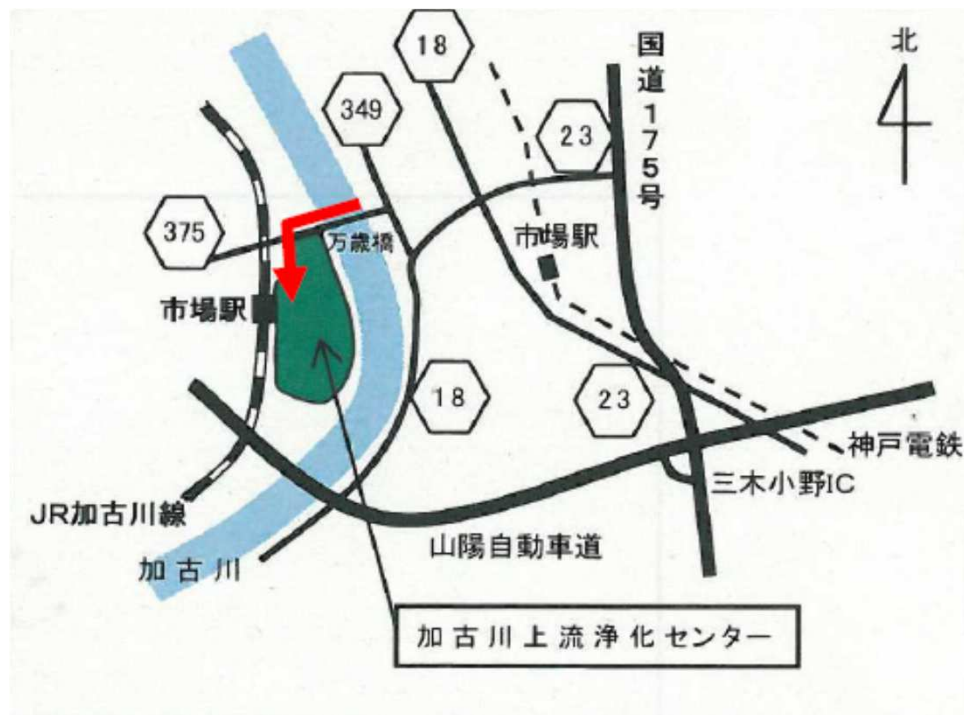 18
国道175号
北
349
23
375
万歳橋
市場駅
市場駅
18
23
神戸電鉄
三木小野IC
JR加古川線
山陽自動車道
加古川
加古川上流浄化センター